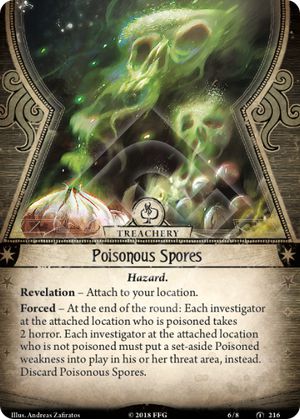 TREACHERY
Poisonous Spores
Hazard.
Revelation – Attach to your location.
Forced – At the end of the round: Each investigator
at the attached location who is poisoned takes
2 horror. Each investigator at the attached location
who is not poisoned must put a set-aside Poisoned
weakness into play in his or her threat area, instead.
Discard Poisonous Spores.
Illus. Andreas Zafiratos © 2018 FFG 6/8 216